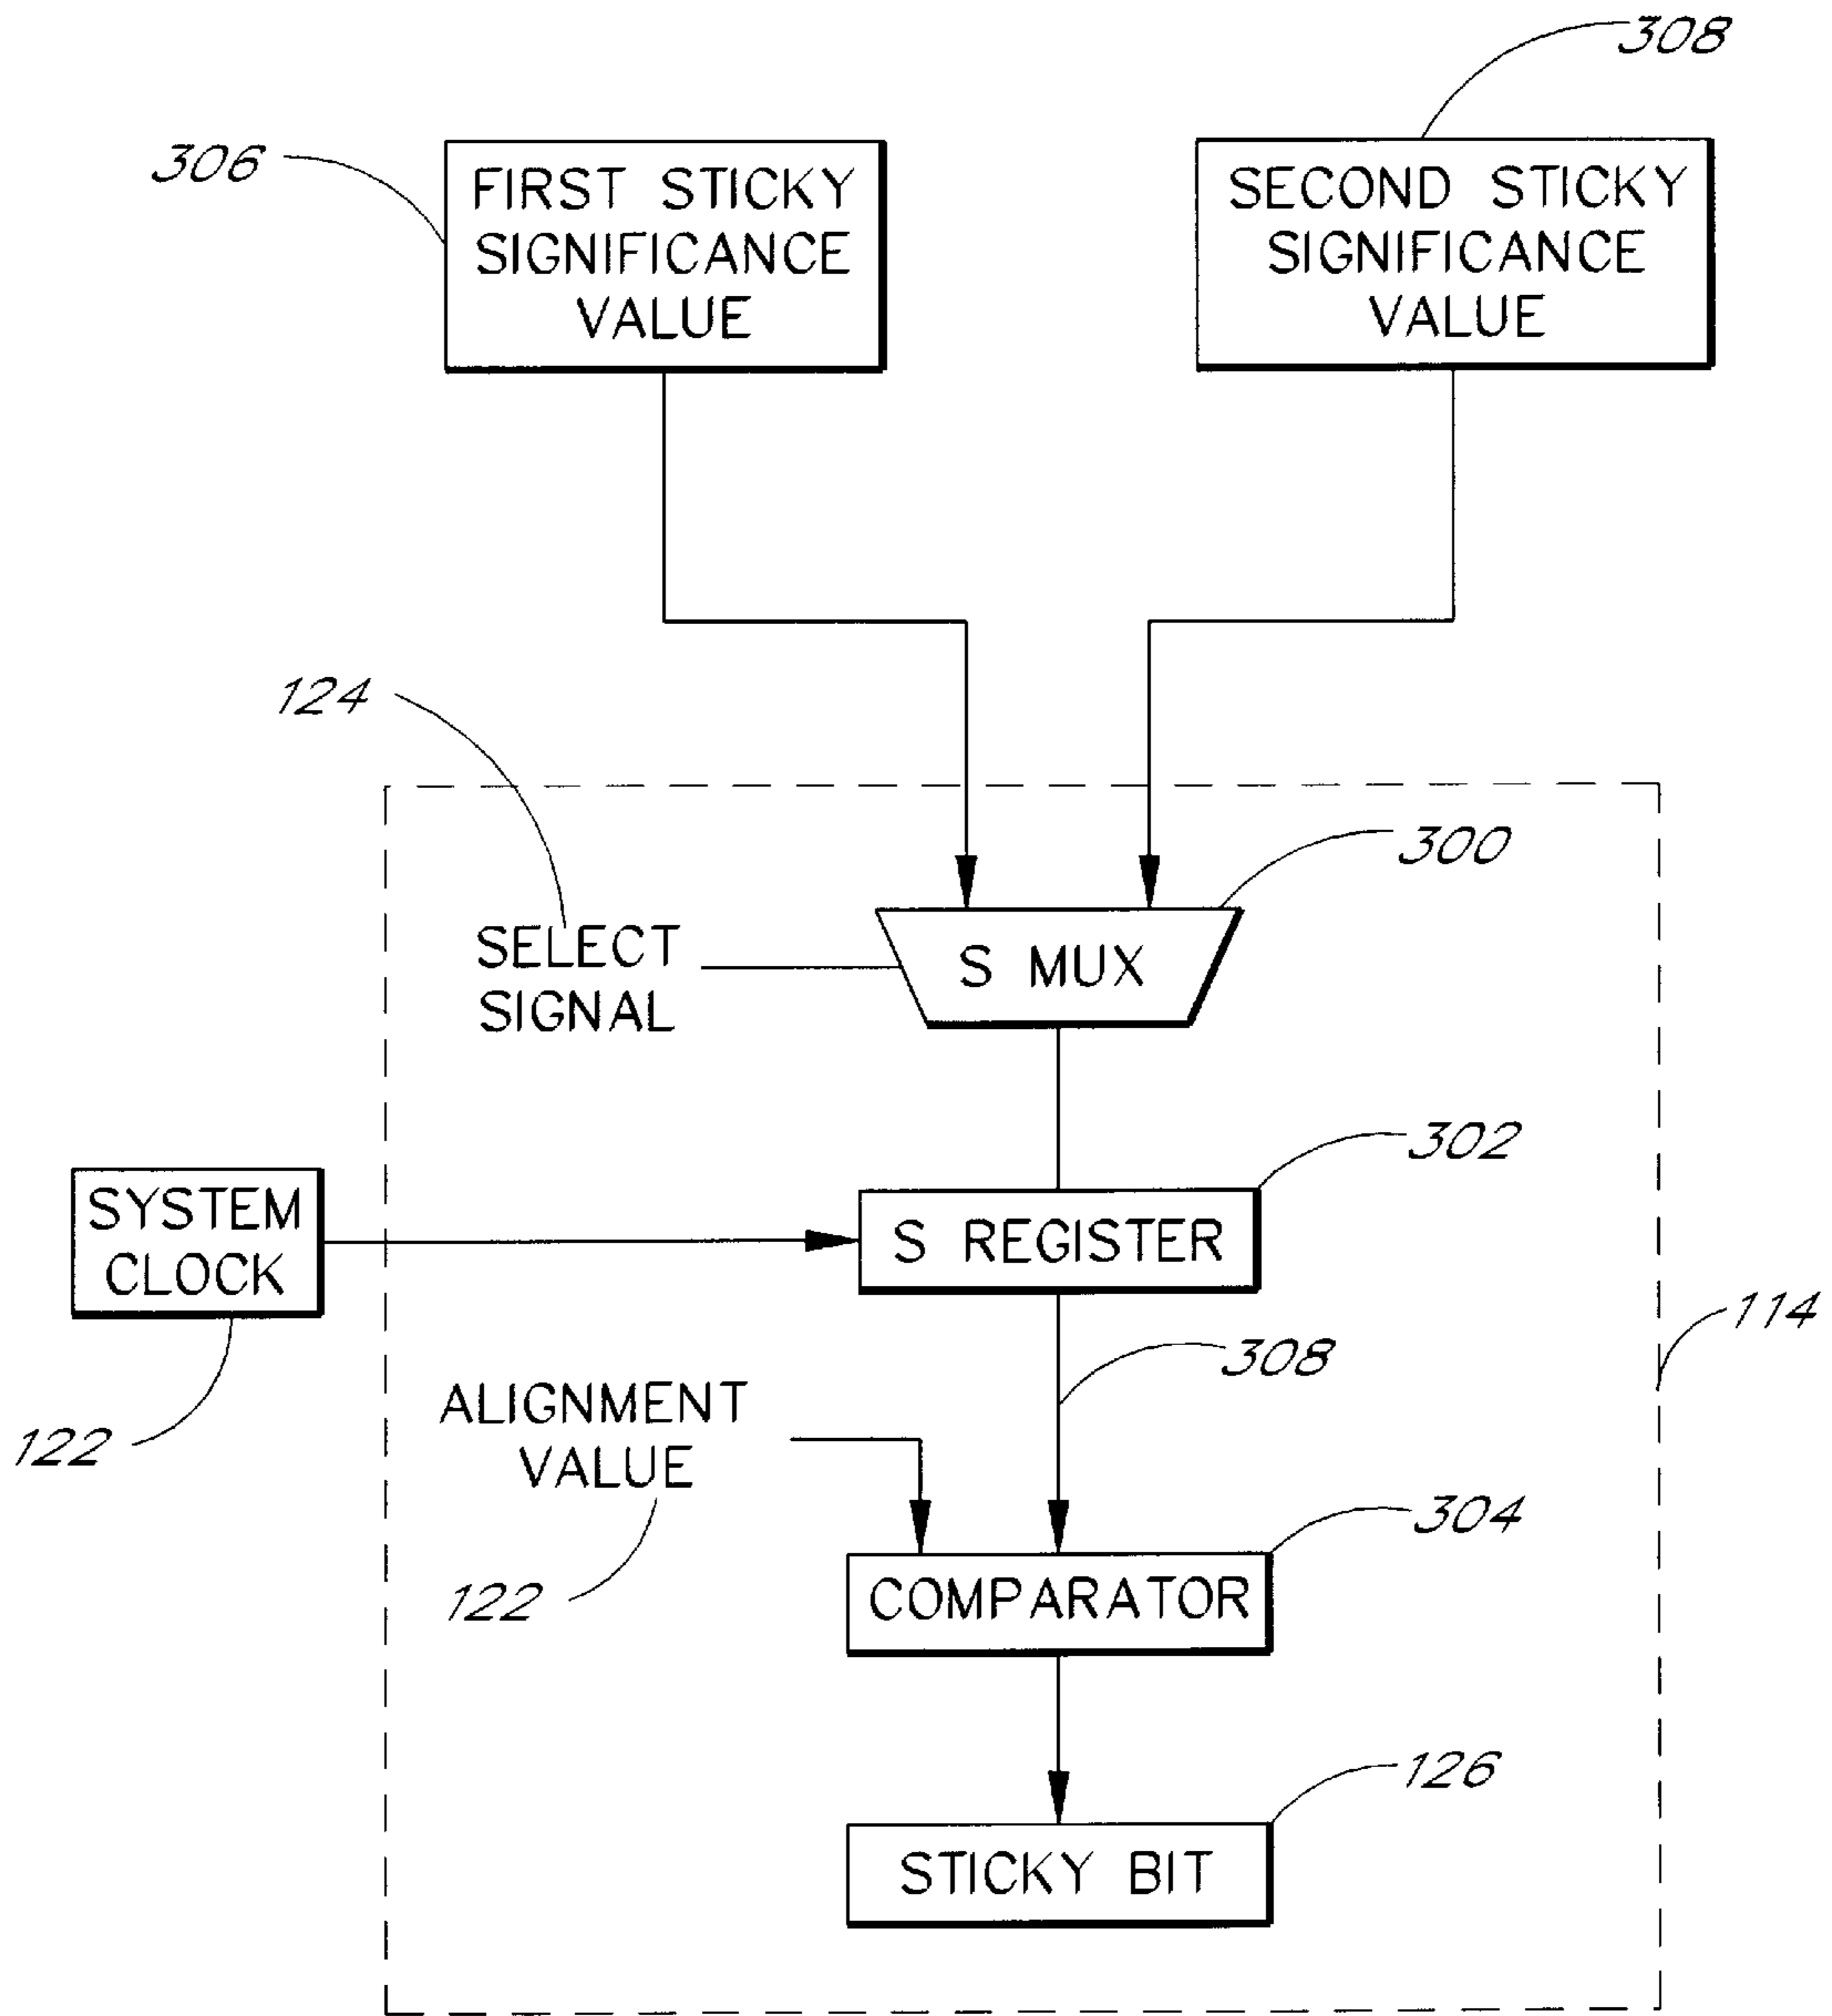 308
306
FIRST STICKY
SIGNIFICANCE
VALUE
SECOND STICKY
SIGNIFICANCE
VALUE
124
300
SELECT
SIGNAL
S MUX
302
SYSTEM
CLOCK
S REGISTER
114
308
122
ALIGNMENT
VALUE
304
122
COMPARATOR
126
STICKY BIT